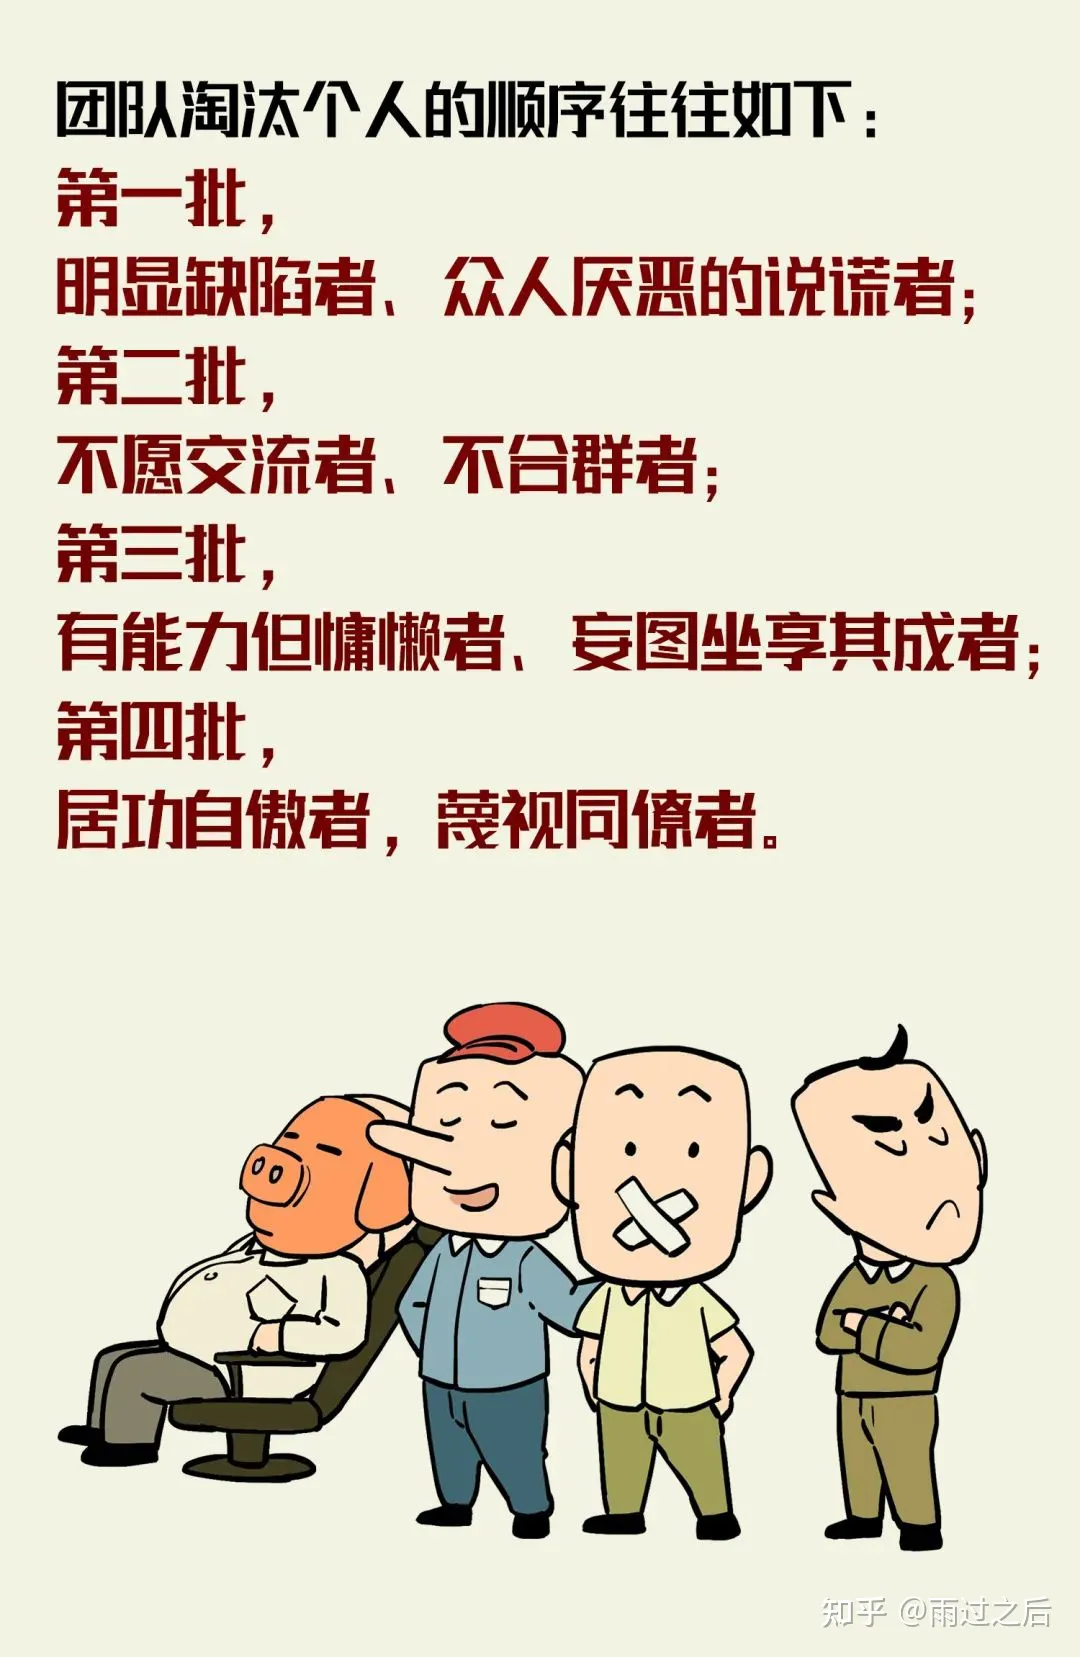 团队淘汰个人的顺序往往如下：
第一批，
明显缺陷者、众人厌恶的说谎者；
第二批，
不愿交流者、不合群者；
第三批，
有能力但慵懒者、妄图坐享其成者；
第四批，
居功自傲者，蔑视同僚者。
知乎 @雨过之后